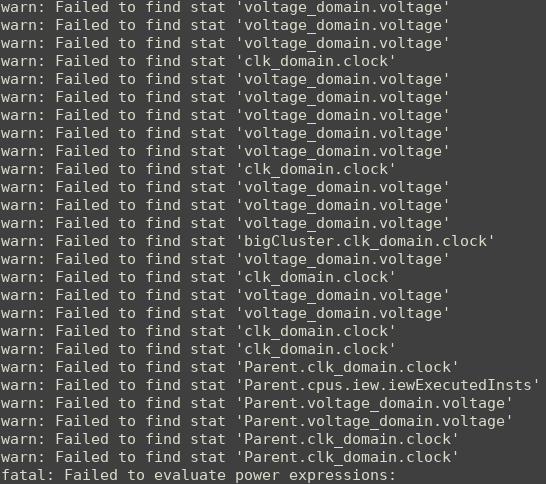 warn: Failed to find stat 'voltage_domain.voltage'
warn: Failed to find stat 'voltage_domain.voltage'
warn: Failed to find stat 'voltage_domain.voltage'
warn: Failed to find stat 'clk_domain.clock'
warn: Failed to find stat 'voltage_domain.voltage'
warn: Failed to find stat 'voltage_domain.voltage'
warn: Failed to find stat 'voltage_domain.voltage'
warn: Failed to find stat 'voltage_domain.voltage'
warn: Failed to find stat 'voltage_domain.voltage'
warn: Failed to find stat 'clk_domain.clock'
warn: Failed to find stat 'voltage_domain.voltage'
warn: Failed to find stat 'voltage_domain.voltage'
warn: Failed to find stat 'voltage_domain.voltage'
warn: Failed to find stat 'bigCluster.clk_domain.clock'
warn: Failed to find stat 'voltage_domain.voltage'
warn: Failed to find stat 'clk_domain.clock'
warn: Failed to find stat 'voltage_domain.voltage'
warn: Failed to find stat 'voltage_domain.voltage'
warn: Failed to find stat 'clk_domain.clock'
warn: Failed to find stat 'clk_domain.clock'
warn: Failed to find stat 'Parent.clk_domain.clock'
warn: Failed to find stat 'Parent.cpus.iew.iewExecutedInsts'
warn: Failed to find stat 'Parent.voltage_domain.voltage'
warn: Failed to find stat 'Parent.voltage_domain.voltage'
warn: Failed to find stat 'Parent.clk_domain.clock'
warn: Failed to find stat 'Parent.clk_domain.clock'
fatal: Failed to evaluate power expressions: